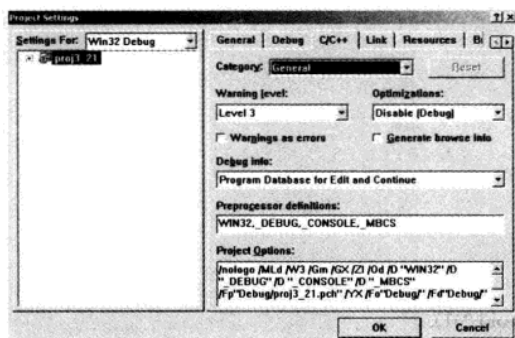 Project Settings
Settings For: Win32 Debug
proj3_21
General Debug C/C++ Link Resources
Category: General Reset
Warning level: Optimizations:
Level 3 Disable (Debug)
Warnings as errors Generate browse info
Debug info:
Program Database for Edit and Continue
Preprocessor definitions:
WIN32,_DEBUG,_CONSOLE,_MBCS
Project Options:
/nologo /MLd /W3 /Gm /GX /ZI /Od /D "WIN32" /D
"_DEBUG" /D "_CONSOLE" /D "_MBCS"
/Fp"Debug/proj3_21.pch" /YX /Fo"Debug/" /Fd"Debug/"
OK Cancel